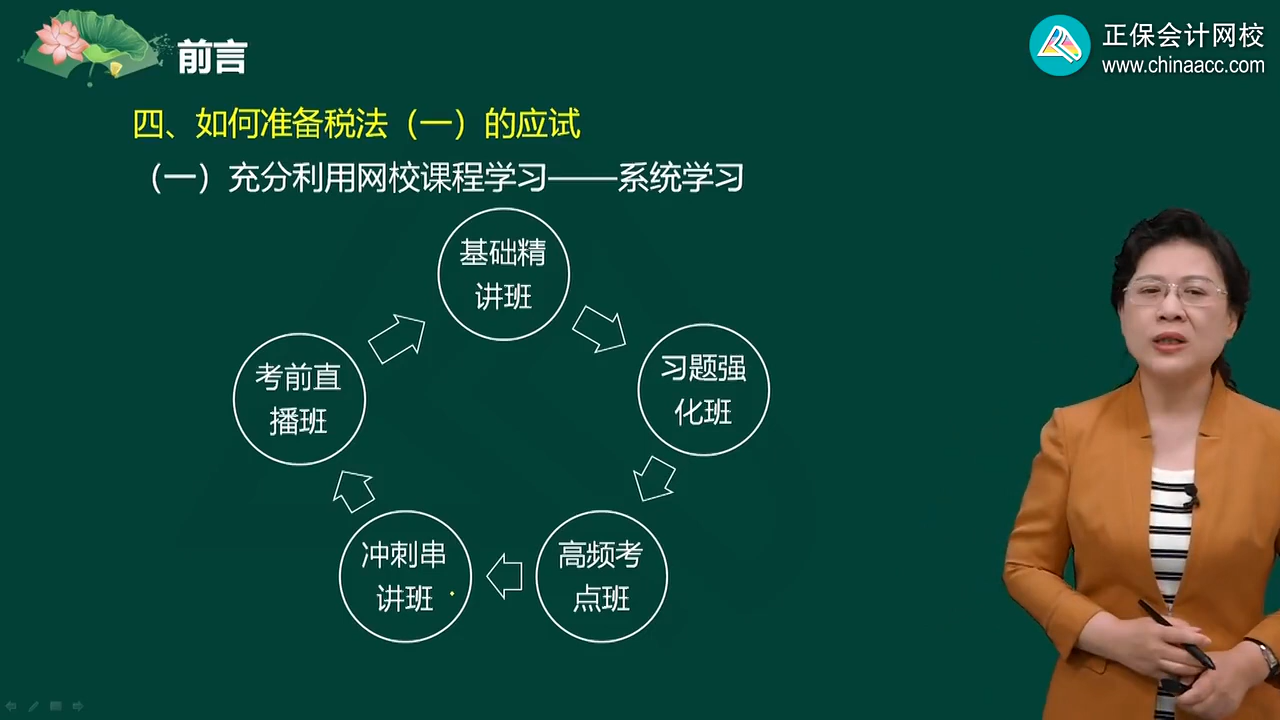 前言
正保会计网校
www.chinaacc.com
四、如何准备税法（一）的应试
（一）充分利用网校课程学习——系统学习
基础精
讲班
习题强
化班
高频考
点班
冲刺串
讲班
考前直
播班